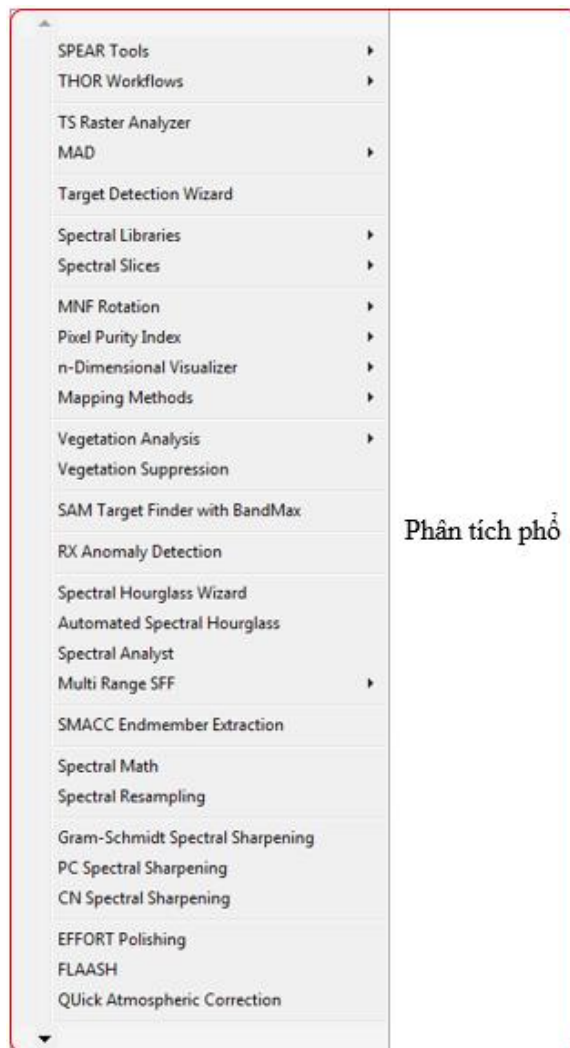 SPEAR Tools
THOR Workflows
TS Raster Analyzer
MAD
Target Detection Wizard
Spectral Libraries
Spectral Slices
MNF Rotation
Pixel Purity Index
n-Dimensional Visualizer
Mapping Methods
Vegetation Analysis
Vegetation Suppression
SAM Target Finder with BandMax
RX Anomaly Detection
Spectral Hourglass Wizard
Automated Spectral Hourglass
Spectral Analyst
Multi Range SFF
SMACC Endmember Extraction
Spectral Math
Spectral Resampling
Gram-Schmidt Spectral Sharpening
PC Spectral Sharpening
CN Spectral Sharpening
EFFORT Polishing
FLAASH
QUick Atmospheric Correction
Phân tích phổ